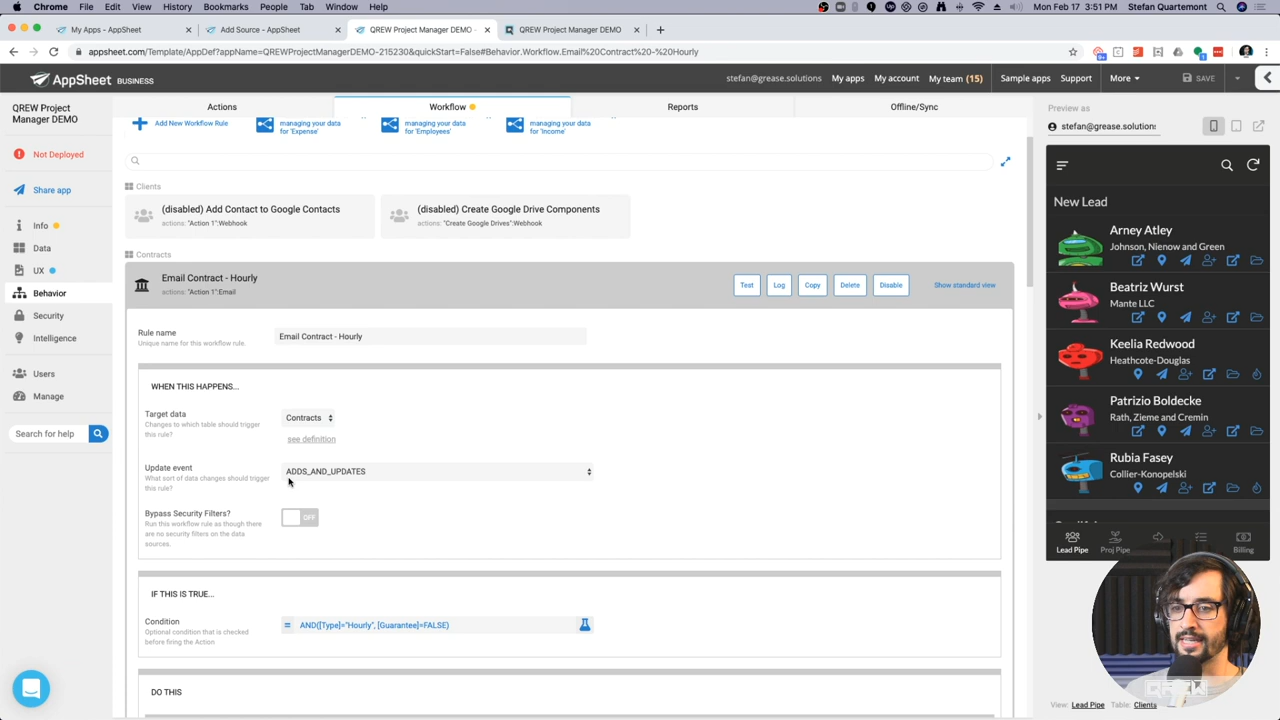 Chrome File Edit View History Bookmarks People Tab Window Help Mon Feb 17 3:51 PM Stefan Quartemont
My Apps - AppSheet Add Source - AppSheet QREW Project Manager DEMO - QREW Project Manager DEMO
appsheet.com/Template/AppDef?appName=QREWProjectManagerDEMO-215230&quickStart=False#Behavior.Workflow.Email%20Contract%20-%20Hourly
AppSheet BUSINESS stefan@grease.solutions My apps My account My team (15) Sample apps Support More SAVE
QREW Project
Manager DEMO
Not Deployed
Share app
Info
Data
UX
Behavior
Security
Intelligence
Users
Manage
Search for help
Actions Workflow Reports Offline/Sync
Add New Workflow Rule
managing your data
for 'Expense'
managing your data
for 'Employees'
managing your data
for 'Income'
Clients
(disabled) Add Contact to Google Contacts
actions: "Action 1":Webhook
(disabled) Create Google Drive Components
actions: "Create Google Drives":Webhook
Contracts
Email Contract - Hourly
actions: "Action 1":Email
Test Log Copy Delete Disable Show standard view
Rule name
Unique name for this workflow rule.
Email Contract - Hourly
WHEN THIS HAPPENS...
Target data
Changes to which table should trigger
this rule?
Contracts
see definition
Update event
What sort of data changes should trigger
this rule?
ADDS_AND_UPDATES
Bypass Security Filters?
Run this workflow rule as though there
are no security filters on the data
sources.
OFF
IF THIS IS TRUE...
Condition
Optional condition that is checked
before firing the Action
= AND([Type]="Hourly", [Guarantee]=FALSE)
DO THIS
Preview as
stefan@grease.solutions
New Lead
Arney Atley
Johnson, Nienow and Green
Beatriz Wurst
Mante LLC
Keelia Redwood
Heathcote-Douglas
Patrizio Boldecke
Rath, Zieme and Cremin
Rubia Fasey
Collier-Konopelski
Lead Pipe Proj Pipe Billing
QREW
View: Lead Pipe Table: Clients